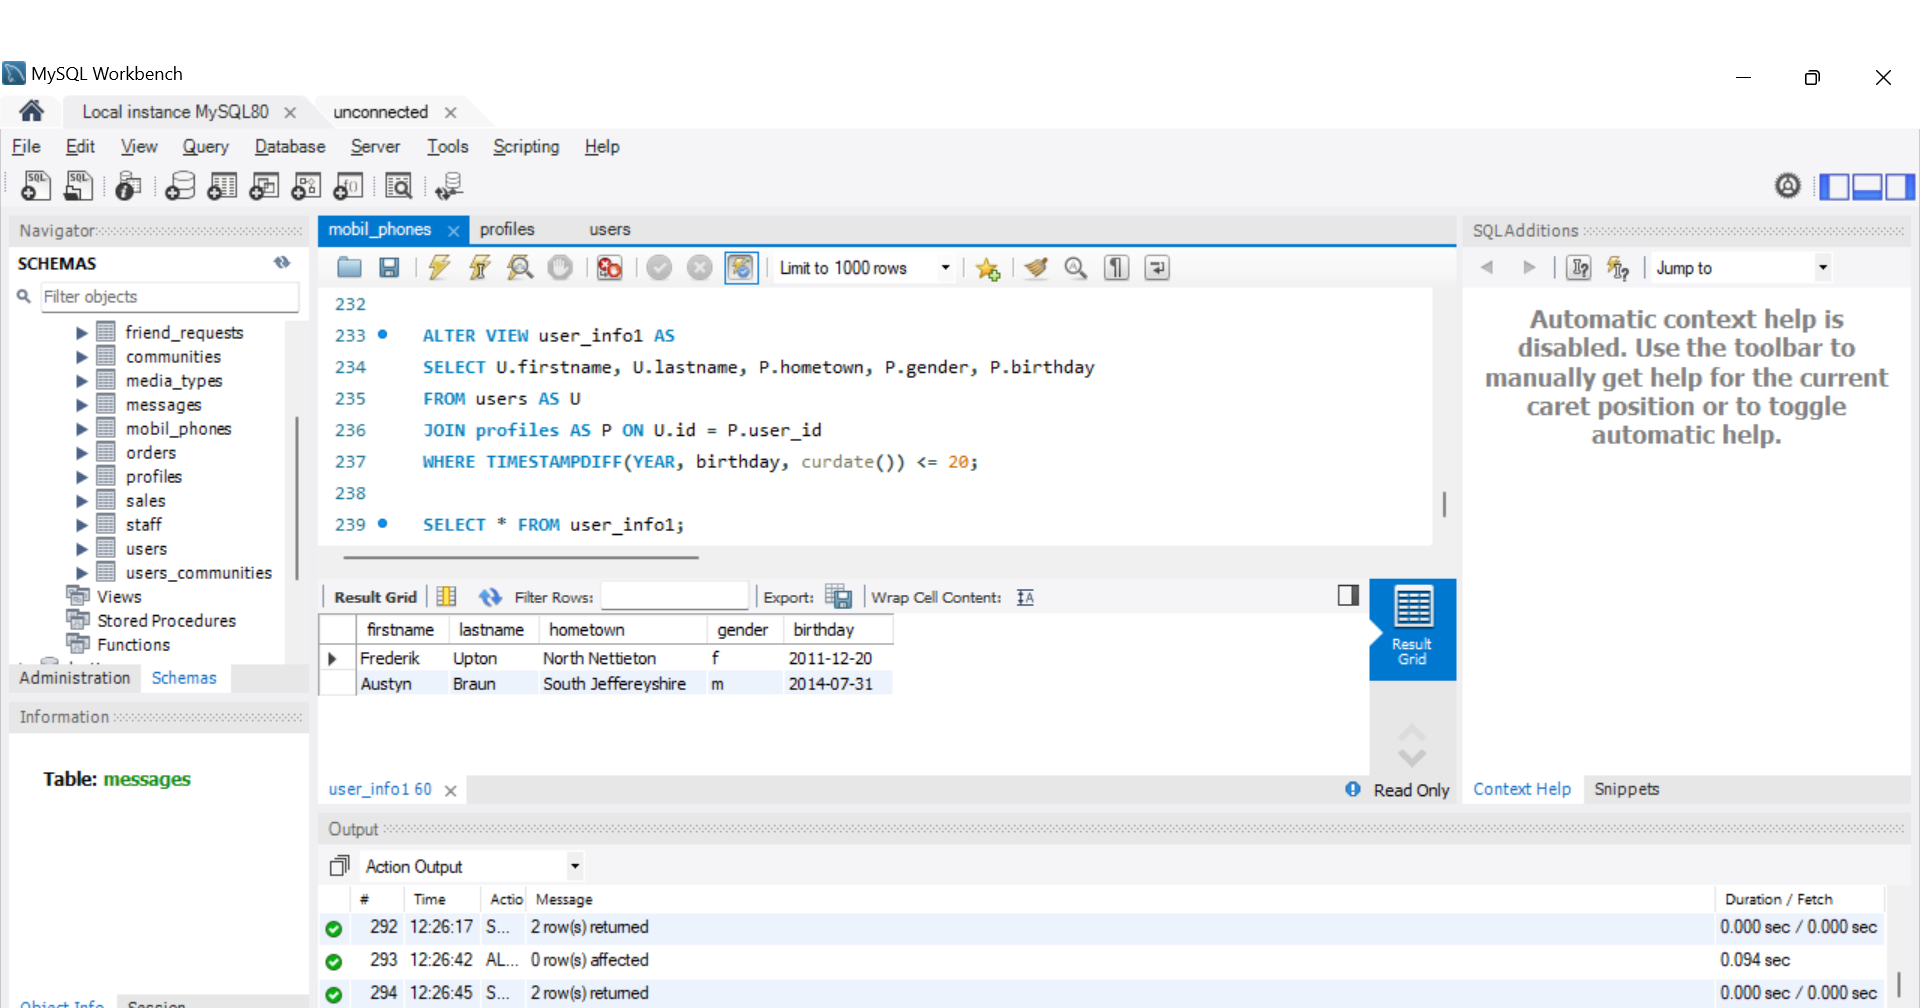 MySQL Workbench
Local instance MySQL80
unconnected
File Edit View Query Database Server Tools Scripting Help
Navigator
SCHEMAS
Filter objects
friend_requests
communities
media_types
messages
mobil_phones
orders
profiles
sales
staff
users
users_communities
Views
Stored Procedures
Functions
Administration Schemas
Information
Table: messages
Object Info Session
mobil_phones profiles users
Limit to 1000 rows
232
233 ALTER VIEW user_info1 AS
234 SELECT U.firstname, U.lastname, P.hometown, P.gender, P.birthday
235 FROM users AS U
236 JOIN profiles AS P ON U.id = P.user_id
237 WHERE TIMESTAMPDIFF(YEAR, birthday, curdate()) <= 20;
238
239 SELECT * FROM user_info1;
Result Grid Filter Rows: Export: Wrap Cell Content:
firstname lastname hometown gender birthday
Frederik Upton North Nettieton f 2011-12-20
Austyn Braun South Jeffereyshire m 2014-07-31
Result
Grid
user_info1 60
Read Only
SQLAdditions
Jump to
Automatic context help is
disabled. Use the toolbar to
manually get help for the current
caret position or to toggle
automatic help.
Context Help Snippets
Output
Action Output
# Time Actio Message Duration / Fetch
292 12:26:17 S... 2 row(s) returned 0.000 sec / 0.000 sec
293 12:26:42 AL... 0 row(s) affected 0.094 sec
294 12:26:45 S... 2 row(s) returned 0.000 sec / 0.000 sec